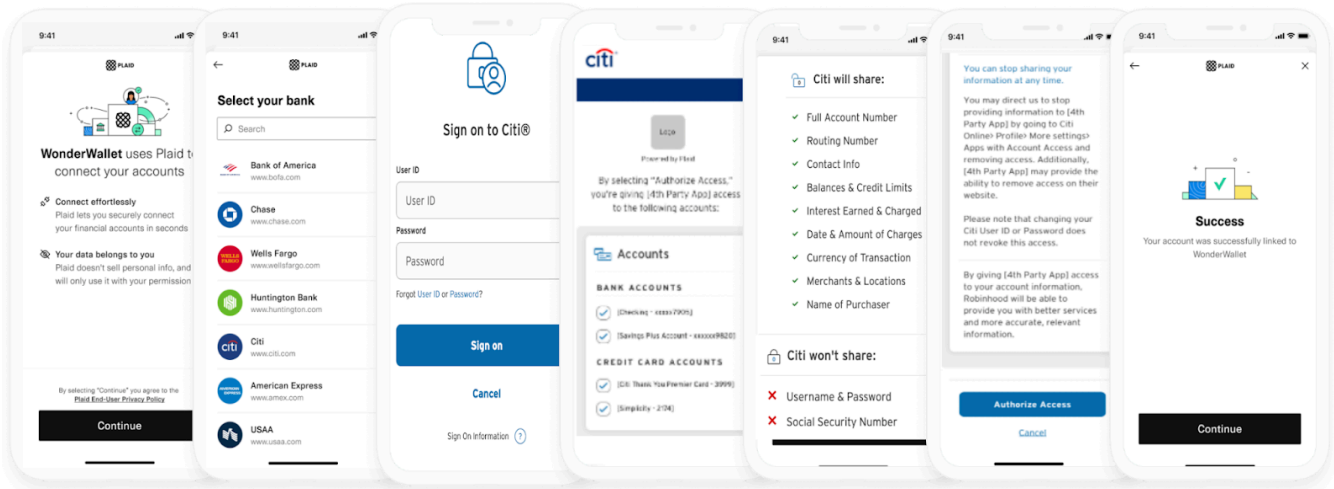 9:41
PLAID
WonderWallet uses Plaid to
connect your accounts
Connect effortlessly
Plaid lets you securely connect
your financial accounts in seconds
Your data belongs to you
Plaid doesn't sell personal info, and
will only use it with your permission
By selecting "Continue" you agree to the
Plaid End-User Privacy Policy
Continue
9:41
PLAID
Select your bank
Search
Bank of America
www.bofa.com
Chase
www.chase.com
WELLS
FARGO
Wells Fargo
www.wellsfargo.com
Huntington Bank
www.huntington.com
citi
Citi
www.citi.com
American Express
www.amex.com
USAA
www.usaa.com
Sign on to Citi®
User ID
User ID
Password
Password
Forgot User ID or Password?
Sign on
Cancel
Sign On Information ?
citi
Logo
Powered by Plaid
By selecting "Authorize Access,"
you're giving [4th Party App] access
to the following accounts:
Accounts
BANK ACCOUNTS
[Checking - xxxxx7905]
[Savings Plus Account - xxxxxx9820]
CREDIT CARD ACCOUNTS
[Citi Thank You Premier Card - 3999]
[Simplicity - 2174]
9:41
Citi will share:
Full Account Number
Routing Number
Contact Info
Balances & Credit Limits
Interest Earned & Charged
Date & Amount of Charges
Currency of Transaction
Merchants & Locations
Name of Purchaser
Citi won't share:
Username & Password
Social Security Number
9:41
You can stop sharing your
information at any time.
You may direct us to stop
providing information to [4th
Party App] by going to Citi
Online> Profile> More settings>
Apps with Account Access and
removing access. Additionally,
[4th Party App] may provide the
ability to remove access on their
website.
Please note that changing your
Citi User ID or Password does
not revoke this access.
By giving [4th Party App] access
to your account information,
Robinhood will be able to
provide you with better services
and more accurate, relevant
information.
Authorize Access
Cancel
9:41
PLAID
Success
Your account was successfully linked to
WonderWallet
Continue